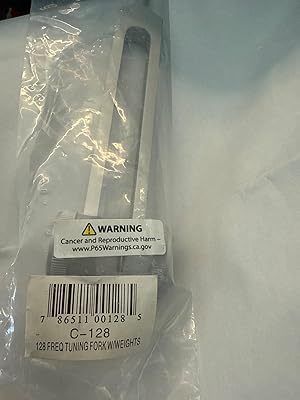 ⚠ WARNING
Cancer and Reproductive Harm –
www.P65Warnings.ca.gov
7 86511 00128 5
C-128
128 FREQ TUNING FORK W/WEIGHTS